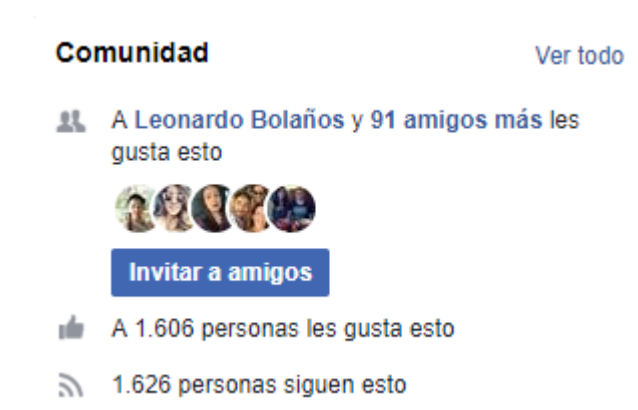 Comunidad
Ver todo
A Leonardo Bolaños y 91 amigos más les
gusta esto
Invitar a amigos
A 1.606 personas les gusta esto
1.626 personas siguen esto